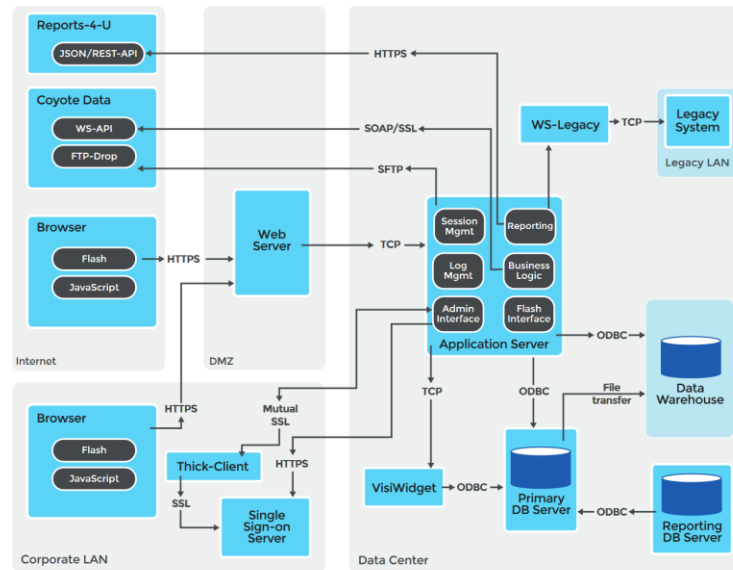 Reports-4-U
JSON/REST-API
HTTPS
Coyote Data
WS-API
FTP-Drop
SOAP/SSL
SFTP
WS-Legacy
TCP
Legacy
System
Legacy LAN
Browser
Flash
JavaScript
HTTPS
Internet
Web
Server
DMZ
TCP
Session
Mgmt
Reporting
Log
Mgmt
Business
Logic
Admin
Interface
Flash
Interface
Application Server
ODBC
Data
Warehouse
File
transfer
TCP
ODBC
Browser
Flash
JavaScript
HTTPS
Mutual
SSL
Thick-Client
SSL
HTTPS
Single
Sign-on
Server
Corporate LAN
VisiWidget
ODBC
Primary
DB Server
ODBC
Reporting
DB Server
Data Center